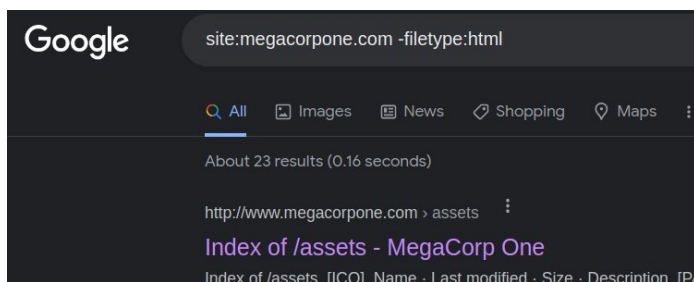 Google
site:megacorpone.com -filetype:html
All Images News Shopping Maps
About 23 results (0.16 seconds)
http://www.megacorpone.com › assets
Index of /assets - MegaCorp One
Index of /assets. [ICO], Name · Last modified · Size · Description. [P